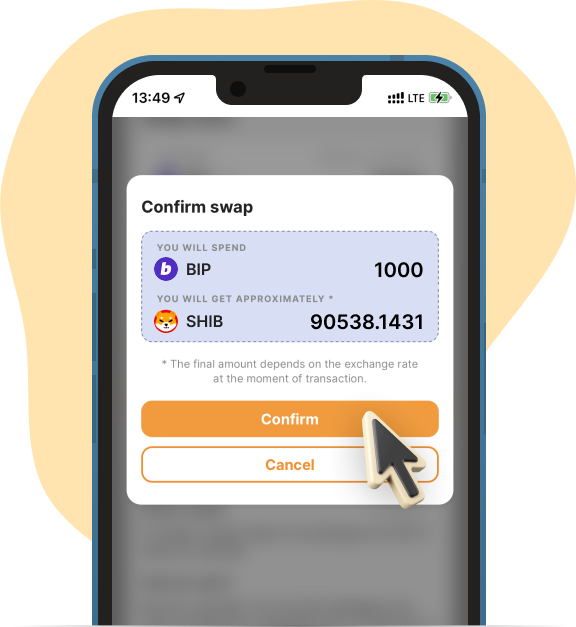 13:49
LTE
Confirm swap
YOU WILL SPEND
BIP 1000
YOU WILL GET APPROXIMATELY *
SHIB 90538.1431
* The final amount depends on the exchange rate
at the moment of transaction.
Confirm
Cancel